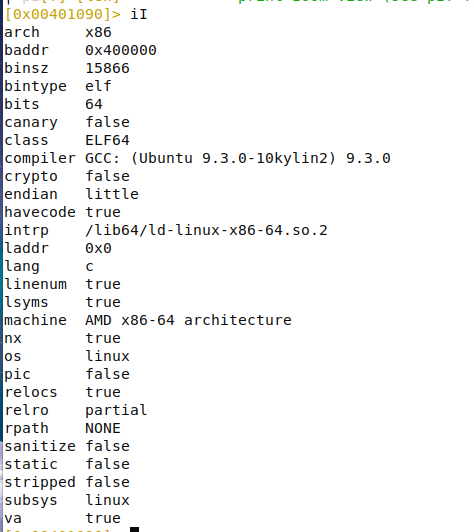 [0x00401090]> iI
arch     x86
baddr    0x400000
binsz    15866
bintype  elf
bits     64
canary   false
class    ELF64
compiler GCC: (Ubuntu 9.3.0-10kylin2) 9.3.0
crypto   false
endian   little
havecode true
intrp    /lib64/ld-linux-x86-64.so.2
laddr    0x0
lang     c
linenum  true
lsyms    true
machine  AMD x86-64 architecture
nx       true
os       linux
pic      false
relocs   true
relro    partial
rpath    NONE
sanitize false
static   false
stripped false
subsys   linux
va       true